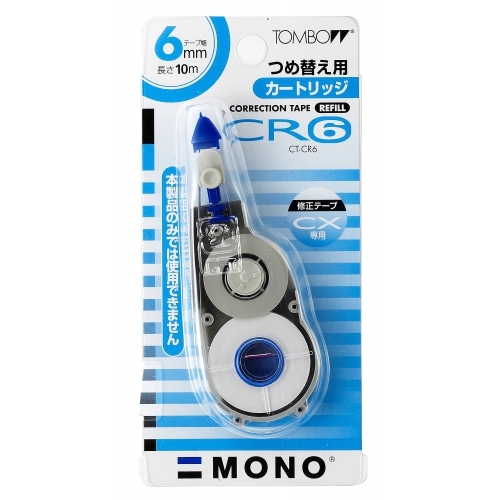 6mm
テープ幅
長さ10m
TOMBOW
つめ替え用
カートリッジ
CORRECTION TAPE REFILL
CR6
CT-CR6
修正テープ
CX
専用
本製品のみでは使用できません
MONO®